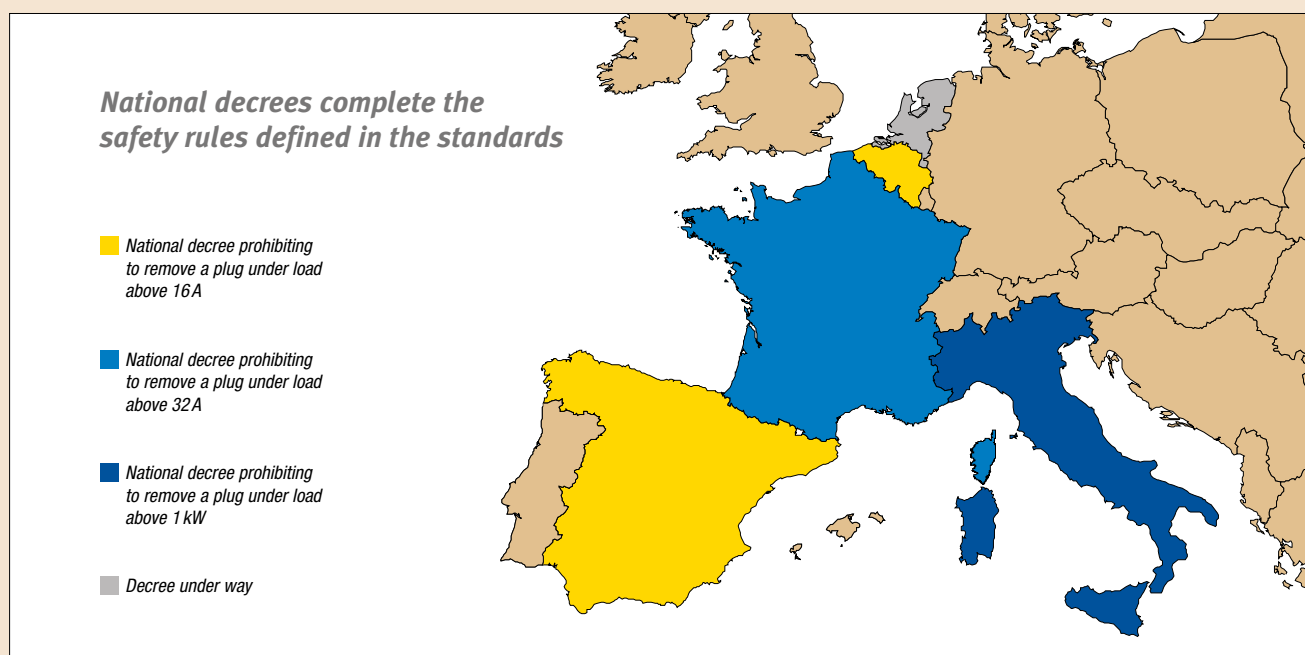 National decrees complete the
safety rules defined in the standards
National decree prohibiting
to remove a plug under load
above 16 A
National decree prohibiting
to remove a plug under load
above 32 A
National decree prohibiting
to remove a plug under load
above 1 kW
Decree under way